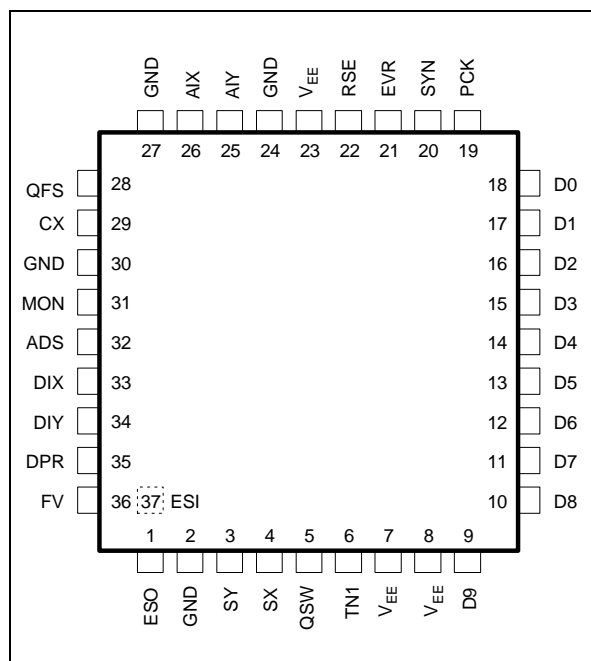 GND AIX AIY GND VEE RSE EVR SYN PCK
27 26 25 24 23 22 21 20 19
QFS 28 18 D0
CX 29 17 D1
GND 30 16 D2
MON 31 15 D3
ADS 32 14 D4
DIX 33 13 D5
DIY 34 12 D6
DPR 35 11 D7
FV 36 37 ESI 10 D8
1 2 3 4 5 6 7 8 9
ESO GND SY SX QSW TN1 VEE VEE D9